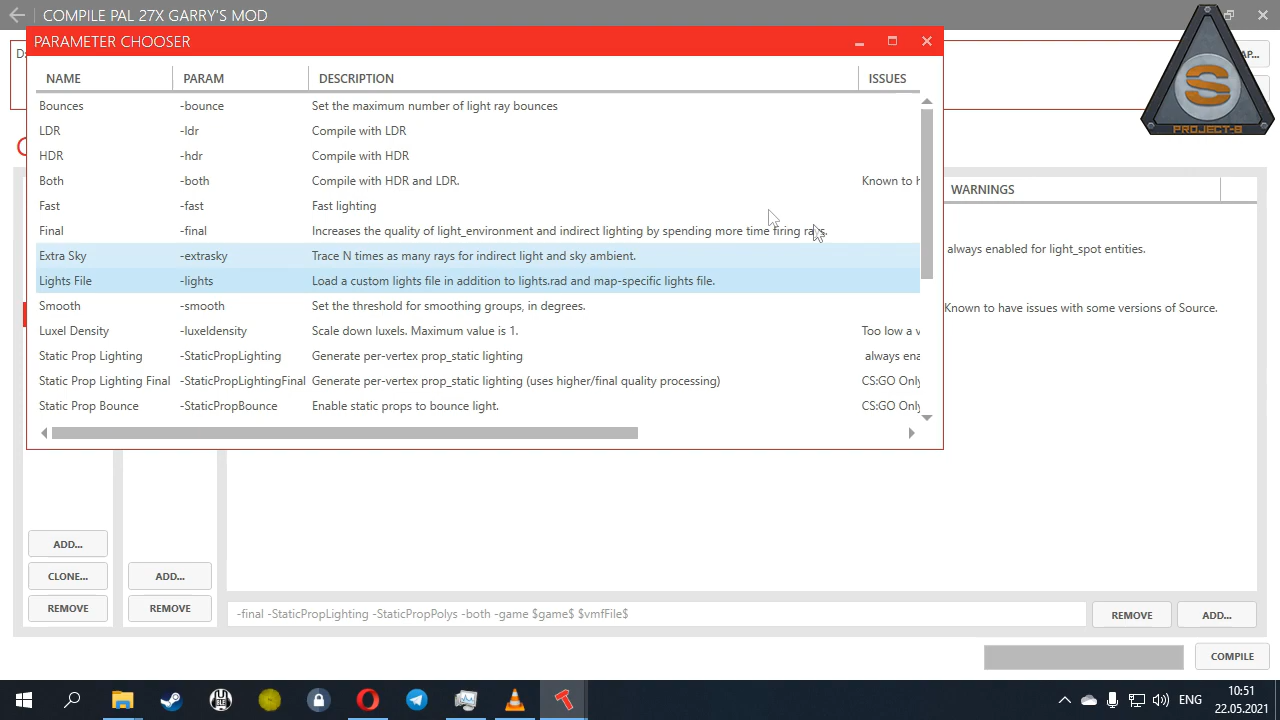 COMPILE PAL 27X GARRY'S MOD
PARAMETER CHOOSER
NAME PARAM DESCRIPTION ISSUES
Bounces -bounce Set the maximum number of light ray bounces
LDR -ldr Compile with LDR
HDR -hdr Compile with HDR
Both -both Compile with HDR and LDR. Known to h
Fast -fast Fast lighting
Final -final Increases the quality of light_environment and indirect lighting by spending more time firing rays.
Extra Sky -extrasky Trace N times as many rays for indirect light and sky ambient.
Lights File -lights Load a custom lights file in addition to lights.rad and map-specific lights file.
Smooth -smooth Set the threshold for smoothing groups, in degrees.
Luxel Density -luxeldensity Scale down luxels. Maximum value is 1. Too low a v
Static Prop Lighting -StaticPropLighting Generate per-vertex prop_static lighting always ena
Static Prop Lighting Final -StaticPropLightingFinal Generate per-vertex prop_static lighting (uses higher/final quality processing) CS:GO Only
Static Prop Bounce -StaticPropBounce Enable static props to bounce light. CS:GO Only
PROJECT-8
WARNINGS
always enabled for light_spot entities.
Known to have issues with some versions of Source.
ADD...
CLONE...
REMOVE
ADD...
REMOVE
-final -StaticPropLighting -StaticPropPolys -both -game $game$ $vmfFile$
REMOVE
ADD...
COMPILE
ENG
10:51
22.05.2021